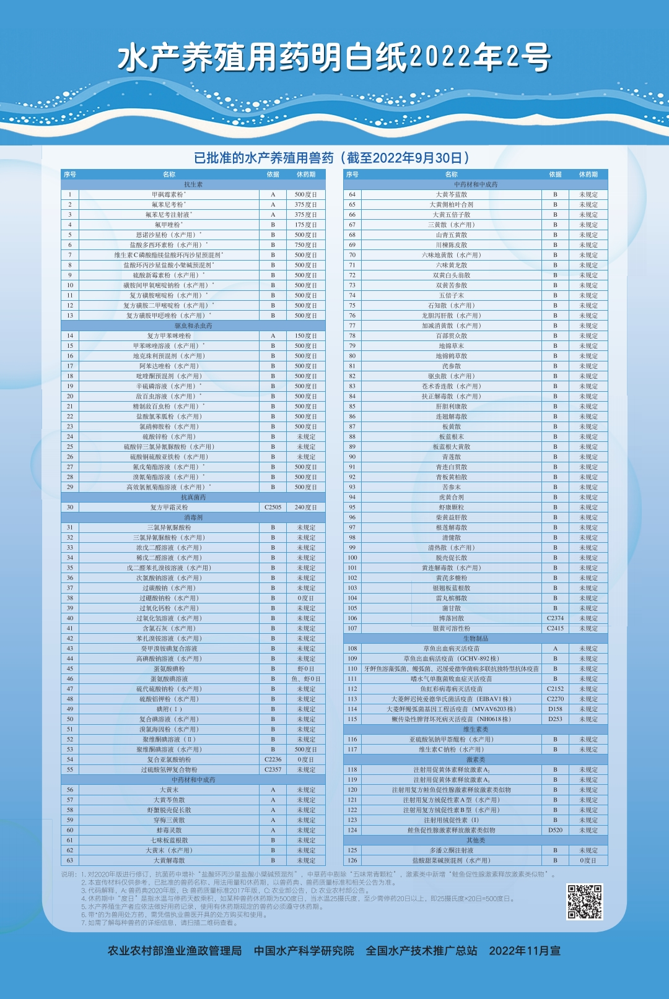 水产养殖用药明白纸2022年2号
已批准的水产养殖用兽药（截至2022年9月30日）
序号 名称 依据 休药期
抗生素
1 甲砜霉素粉* A 500度日
2 氟苯尼考粉* A 375度日
3 氟苯尼考注射液* A 375度日
4 氟甲喹粉* B 175度日
5 恩诺沙星粉（水产用）* B 500度日
6 盐酸多西环素粉（水产用）* B 750度日
7 维生素C磷酸酯镁盐酸环丙沙星预混剂* B 500度日
8 盐酸环丙沙星盐酸小檗碱预混剂* B 500度日
9 硫酸新霉素粉（水产用）* B 500度日
10 磺胺间甲氧嘧啶钠粉（水产用）* B 500度日
11 复方磺胺嘧啶粉（水产用）* B 500度日
12 复方磺胺二甲嘧啶粉（水产用）* B 500度日
13 复方磺胺甲噁唑粉（水产用）* B 500度日
驱虫和杀虫药
14 复方甲苯咪唑粉 A 150度日
15 甲苯咪唑溶液（水产用）* B 500度日
16 地克珠利预混剂（水产用） B 500度日
17 阿苯达唑粉（水产用） B 500度日
18 吡喹酮预混剂（水产用） B 500度日
19 辛硫磷溶液（水产用）* B 500度日
20 敌百虫溶液（水产用）* B 500度日
21 精制敌百虫粉（水产用）* B 500度日
22 盐酸氯苯胍粉（水产用） B 500度日
23 氯硝柳胺粉（水产用） B 500度日
24 硫酸锌粉（水产用） B 未规定
25 硫酸锌三氯异氰脲酸粉（水产用） B 未规定
26 硫酸铜硫酸亚铁粉（水产用） B 未规定
27 氰戊菊酯溶液（水产用）* B 500度日
28 溴氰菊酯溶液（水产用）* B 500度日
29 高效氯氰菊酯溶液（水产用）* B 500度日
抗真菌药
30 复方甲霜灵粉 C2505 240度日
消毒剂
31 三氯异氰脲酸粉 B 未规定
32 三氯异氰脲酸粉（水产用） B 未规定
33 浓戊二醛溶液（水产用） B 未规定
34 稀戊二醛溶液（水产用） B 未规定
35 戊二醛苯扎溴铵溶液（水产用） B 未规定
36 次氯酸钠溶液（水产用） B 未规定
37 过碳酸钠（水产用） B 未规定
38 过硼酸钠粉（水产用） B 0度日
39 过氧化钙粉（水产用） B 未规定
40 过氧化氢溶液（水产用） B 未规定
41 含氯石灰（水产用） B 未规定
42 苯扎溴铵溶液（水产用） B 未规定
43 癸甲溴铵碘复合溶液 B 未规定
44 高碘酸钠溶液（水产用） B 未规定
45 蛋氨酸碘粉 B 虾0日
46 蛋氨酸碘溶液 B 鱼、虾0日
47 硫代硫酸钠粉（水产用） B 未规定
48 硫酸铝钾粉（水产用） B 未规定
49 碘附(Ⅰ) B 未规定
50 复合碘溶液（水产用） B 未规定
51 溴氯海因粉（水产用） B 未规定
52 聚维酮碘溶液（Ⅱ） B 未规定
53 聚维酮碘溶液（水产用） B 500度日
54 复合亚氯酸钠粉 C2236 0度日
55 过硫酸氢钾复合物粉 C2357 未规定
中药材和中成药
56 大黄末 A 未规定
57 大黄芩鱼散 A 未规定
58 虾蟹脱壳促长散 A 未规定
59 穿梅三黄散 A 未规定
60 蚌毒灵散 A 未规定
61 七味板蓝根散 B 未规定
62 大黄末（水产用） B 未规定
63 大黄解毒散 B 未规定
序号 名称 依据 休药期
中药材和中成药
64 大黄芩蓝散 B 未规定
65 大黄侧柏叶合剂 B 未规定
66 大黄五倍子散 B 未规定
67 三黄散（水产用） B 未规定
68 山青五黄散 B 未规定
69 川楝陈皮散 B 未规定
70 六味地黄散（水产用） B 未规定
71 六味黄龙散 B 未规定
72 双黄白头翁散 B 未规定
73 双黄苦参散 B 未规定
74 五倍子末 B 未规定
75 石知散（水产用） B 未规定
76 龙胆泻肝散（水产用） B 未规定
77 加减消黄散（水产用） B 未规定
78 百部贯众散 B 未规定
79 地锦草末 B 未规定
80 地锦鹤草散 B 未规定
81 芪参散 B 未规定
82 驱虫散（水产用） B 未规定
83 苍术香连散（水产用） B 未规定
84 扶正解毒散（水产用） B 未规定
85 肝胆利康散 B 未规定
86 连翘解毒散 B 未规定
87 板黄散 B 未规定
88 板蓝根末 B 未规定
89 板蓝根大黄散 B 未规定
90 青莲散 B 未规定
91 青连白贯散 B 未规定
92 青板黄柏散 B 未规定
93 苦参末 B 未规定
94 虎黄合剂 B 未规定
95 虾康颗粒 B 未规定
96 柴黄益肝散 B 未规定
97 根莲解毒散 B 未规定
98 清健散 B 未规定
99 清热散（水产用） B 未规定
100 脱壳促长散 B 未规定
101 黄连解毒散（水产用） B 未规定
102 黄芪多糖粉 B 未规定
103 银翘板蓝根散 B 未规定
104 雷丸槟榔散 B 未规定
105 蒲甘散 B 未规定
106 博落回散 C2374 未规定
107 银黄可溶性粉 C2415 未规定
生物制品
108 草鱼出血病灭活疫苗 A 未规定
109 草鱼出血病活疫苗（GCHV-892株） B 未规定
110 牙鲆鱼溶藻弧菌、鳗弧菌、迟缓爱德华菌病多联抗独特型抗体疫苗 B 未规定
111 嗜水气单胞菌败血症灭活疫苗 B 未规定
112 鱼虹彩病毒病灭活疫苗 C2152 未规定
113 大菱鲆迟钝爱德华氏菌活疫苗（EIBAV1株） C2270 未规定
114 大菱鲆鳗弧菌基因工程活疫苗（MVAV6203株） D158 未规定
115 鳜传染性脾肾坏死病灭活疫苗（NH0618株） D253 未规定
维生素类
116 亚硫酸氢钠甲萘醌粉（水产用） B 未规定
117 维生素C钠粉（水产用） B 未规定
激素类
118 注射用促黄体素释放激素A₂ B 未规定
119 注射用促黄体素释放激素A₃ B 未规定
120 注射用复方鲑鱼促性腺激素释放激素类似物 B 未规定
121 注射用复方绒促性素A型（水产用） B 未规定
122 注射用复方绒促性素B型（水产用） B 未规定
123 注射用绒促性素（I） B 未规定
124 鲑鱼促性腺激素释放激素类似物 D520 未规定
其他类
125 多潘立酮注射液 B 未规定
126 盐酸甜菜碱预混剂（水产用） B 0度日
说明：1. 对2020年版进行修订，抗菌药中增补“盐酸环丙沙星盐酸小檗碱预混剂”，中草药中剔除“五味常青颗粒”，激素类中新增“鲑鱼促性腺激素释放激素类似物”。
2. 本宣传材料仅供参考，已批准的兽药名称、用法用量和休药期，以兽药典、兽药质量标准和相关公告为准。
3. 代码解释，A: 兽药典2020年版，B: 兽药质量标准2017年版，C: 农业部公告，D: 农业农村部公告。
4. 休药期中“度日”是指水温与停药天数乘积，如某种兽药休药期为500度日，当水温25摄氏度，至少需停药20日以上，即25摄氏度×20日=500度日。
5. 水产养殖生产者应依法做好用药记录，使用有休药期规定的兽药必须遵守休药期。
6. 带*的为兽用处方药，需凭借执业兽医开具的处方购买和使用。
7. 如需了解每种兽药的详细信息，请扫描二维码查看。
农业农村部渔业渔政管理局 中国水产科学研究院 全国水产技术推广总站 2022年11月宣